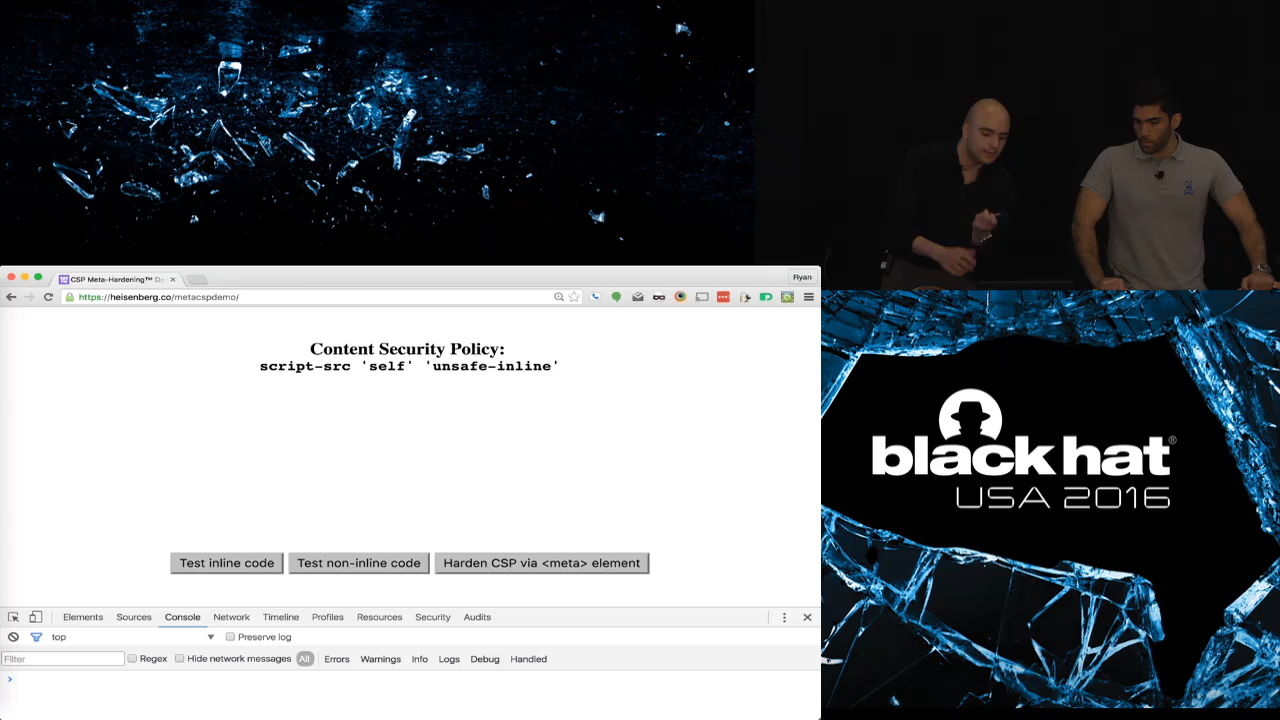 CSP Meta-Hardening™ De
Ryan
https://heisenberg.co/metacspdemo/
Content Security Policy:
script-src 'self' 'unsafe-inline'
Test inline code
Test non-inline code
Harden CSP via <meta> element
Elements Sources Console Network Timeline Profiles Resources Security Audits
top
Preserve log
Filter
Regex
Hide network messages
All Errors Warnings Info Logs Debug Handled
black hat®
USA 2016